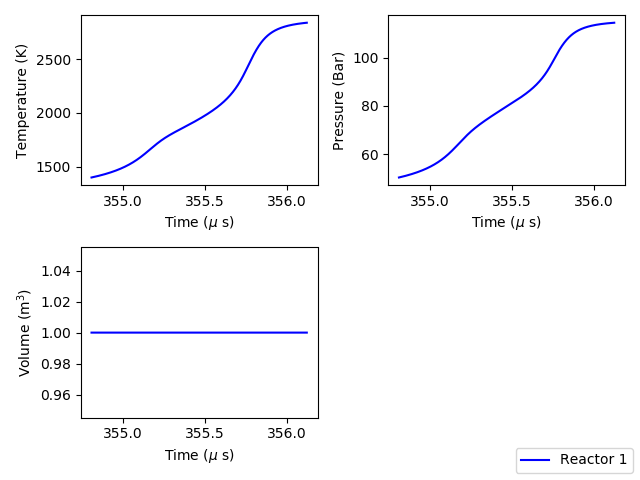 Temperature (K)
2500
2000
1500
355.0 355.5 356.0
Time (μ s)
Pressure (Bar)
100
80
60
355.0 355.5 356.0
Time (μ s)
Volume (m³)
1.04
1.02
1.00
0.98
0.96
355.0 355.5 356.0
Time (μ s)
Reactor 1